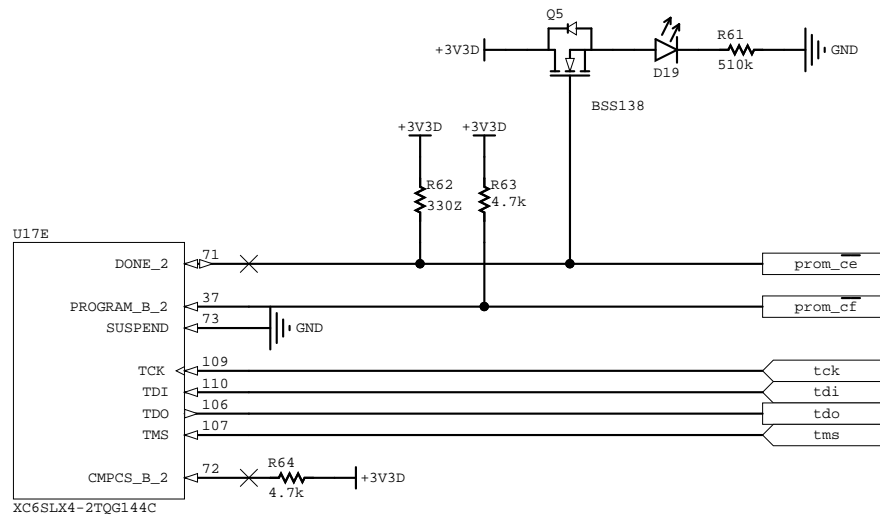 Q5
+3V3D
R61
GND
D19
510k
BSS138
+3V3D
+3V3D
R62
330Z
R63
4.7k
U17E
DONE_2
71
prom_ce
PROGRAM_B_2
37
prom_cf
SUSPEND
73
GND
TCK
109
tck
TDI
110
tdi
TDO
106
tdo
TMS
107
tms
CMPCS_B_2
72
R64
4.7k
+3V3D
XC6SLX4-2TQG144C